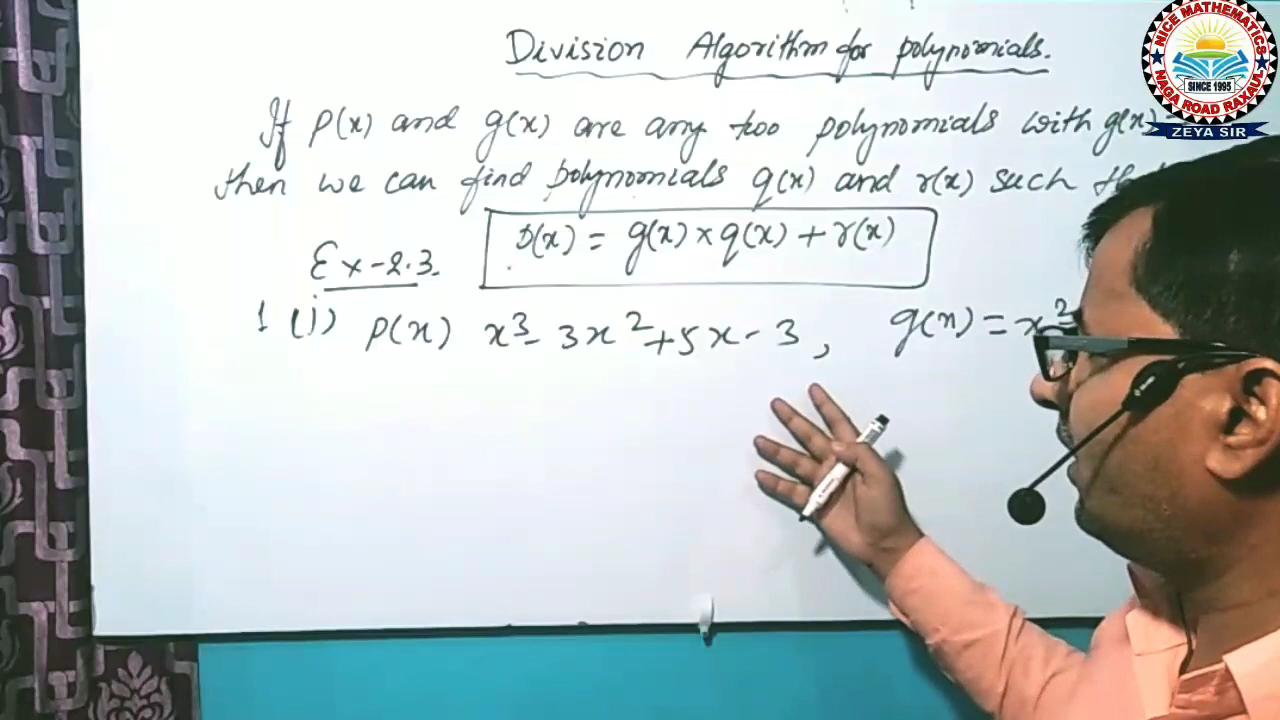 Division Algorithm for polynomials.
If P(x) and g(x) are any two polynomials with g(x)
then we can find polynomials q(x) and r(x) such
P(x) = g(x) × q(x) + r(x)
Ex-2.3.
1 (i) P(x) x³- 3x²+5x-3, g(x) = x²
NICE MATHEMATICS
SINCE 1995
NAGA ROAD RAXAUL
ZEYA SIR